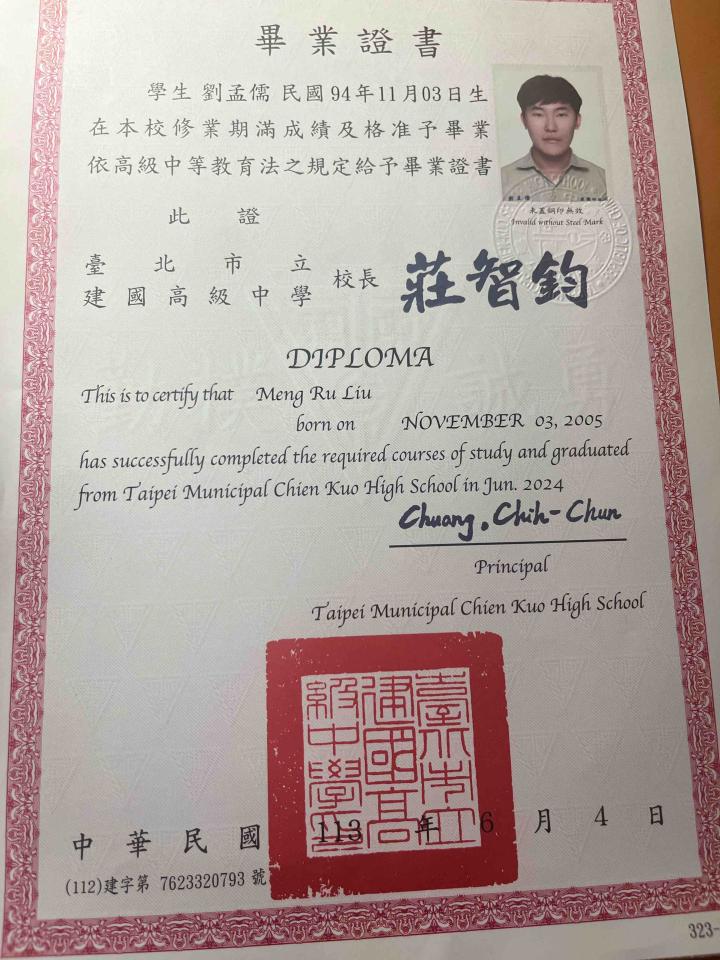 畢業證書
學生 劉孟儒 民國94年11月03日生
在本校修業期滿成績及格准予畢業
依高級中等教育法之規定給予畢業證書
未蓋鋼印無效
Invalid without Steel Mark
此證
臺北市立
建國高級中學
校長
莊智鈞
DIPLOMA
This is to certify that Meng Ru Liu
born on NOVEMBER 03, 2005
has successfully completed the required courses of study and graduated
from Taipei Municipal Chien Kuo High School in Jun. 2024
Chuang, Chih-Chun
Principal
Taipei Municipal Chien Kuo High School
臺北市立
建國高
級中學
中華民國 113 年 6 月 4 日
(112)建字第 7623320793 號
323-